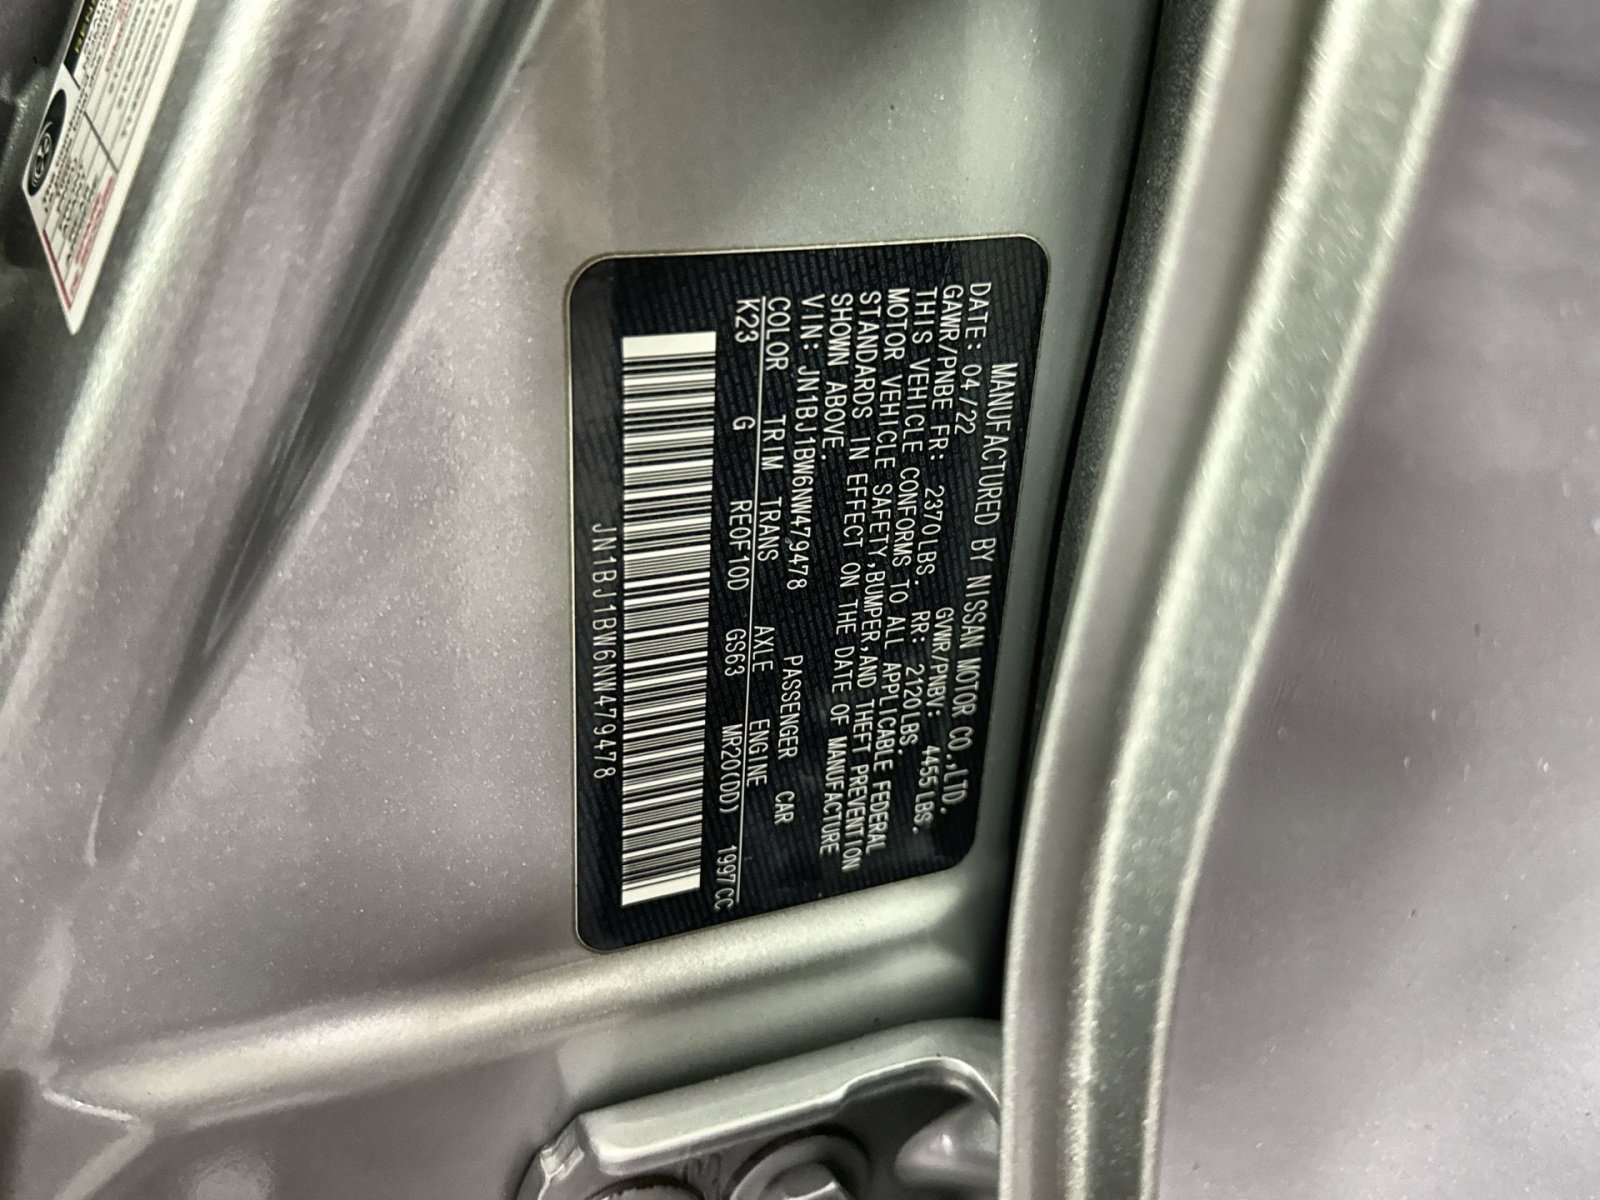 MANUFACTURED BY NISSAN MOTOR CO.,LTD.
DATE: 04/22 GVWR/PNBV: 4455LBS.
GAWR/PNBE FR: 2370LBS. RR: 2120LBS.
THIS VEHICLE CONFORMS TO ALL APPLICABLE FEDERAL
MOTOR VEHICLE SAFETY,BUMPER,AND THEFT PREVENTION
STANDARDS IN EFFECT ON THE DATE OF MANUFACTURE
SHOWN ABOVE.
VIN: JN1BJ1BW6NW479478 PASSENGER CAR
COLOR TRIM TRANS AXLE ENGINE
K23 G RE0F10D GS63 MR20(DD) 1997CC
JN1BJ1BW6NW479478